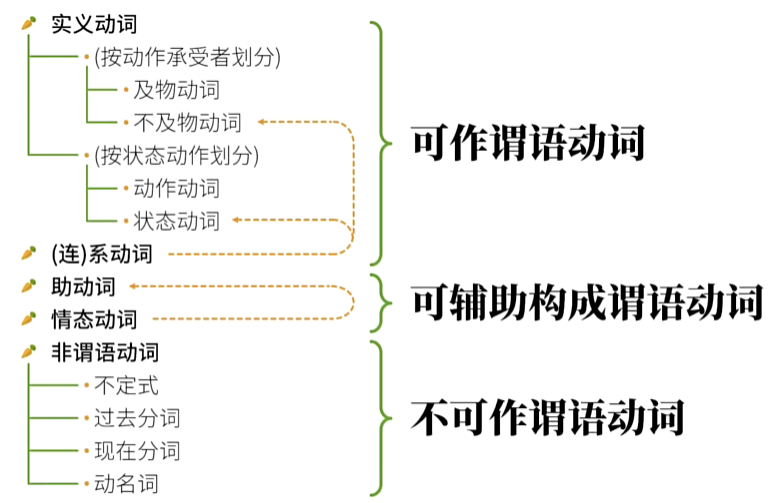 实义动词
(按动作承受者划分)
及物动词
不及物动词
(按状态动作划分)
动作动词
状态动词
(连)系动词
可作谓语动词
助动词
情态动词
可辅助构成谓语动词
非谓语动词
不定式
过去分词
现在分词
动名词
不可作谓语动词